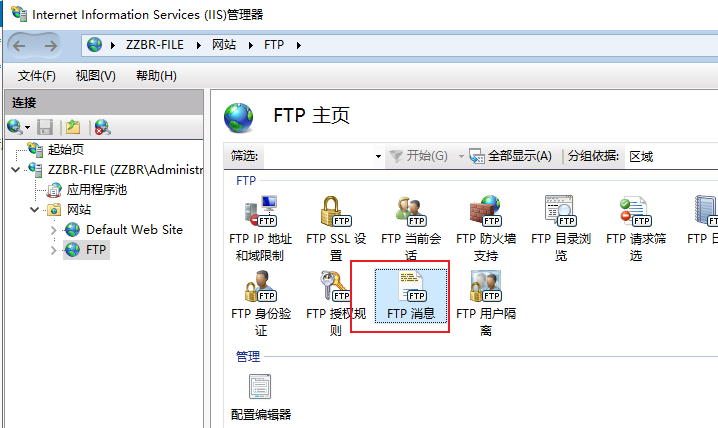 Internet Information Services (IIS)管理器
ZZBR-FILE 网站 FTP
文件(F) 视图(V) 帮助(H)
连接
起始页
ZZBR-FILE (ZZBR\Administr
应用程序池
网站
Default Web Site
FTP
FTP 主页
筛选: 开始(G) 全部显示(A) 分组依据: 区域
FTP
FTP IP 地址
和域限制
FTP SSL 设
置
FTP 当前会
话
FTP 防火墙
支持
FTP 目录浏
览
FTP 请求筛
选
FTP 日
FTP 身份验
证
FTP 授权规
则
FTP 消息
FTP 用户隔
离
管理
配置编辑器